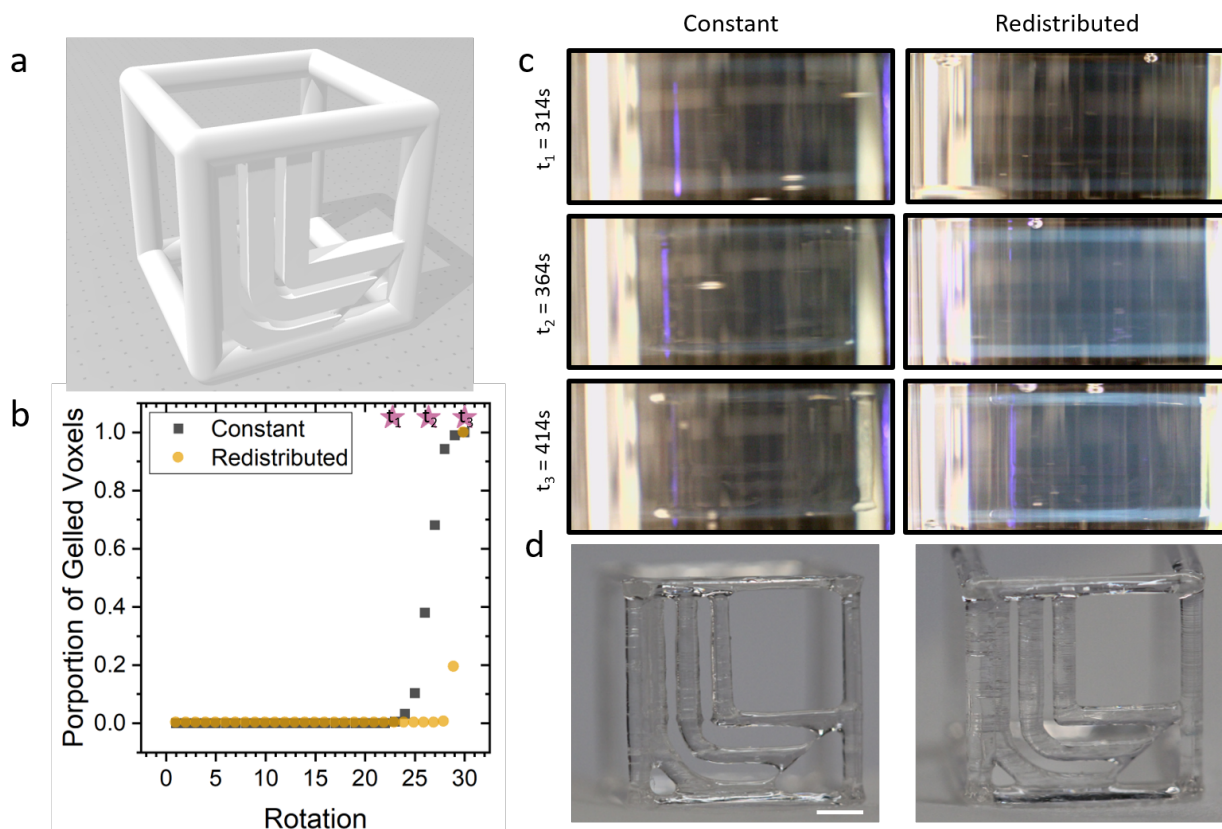 Constant Redistributed
a
c
t1 = 314s
t2 = 364s
t3 = 414s
b
t1 t2 t3
Constant
Redistributed
1.0
0.8
0.6
0.4
0.2
0.0
Porportion of Gelled Voxels
0 5 10 15 20 25 30
Rotation
d